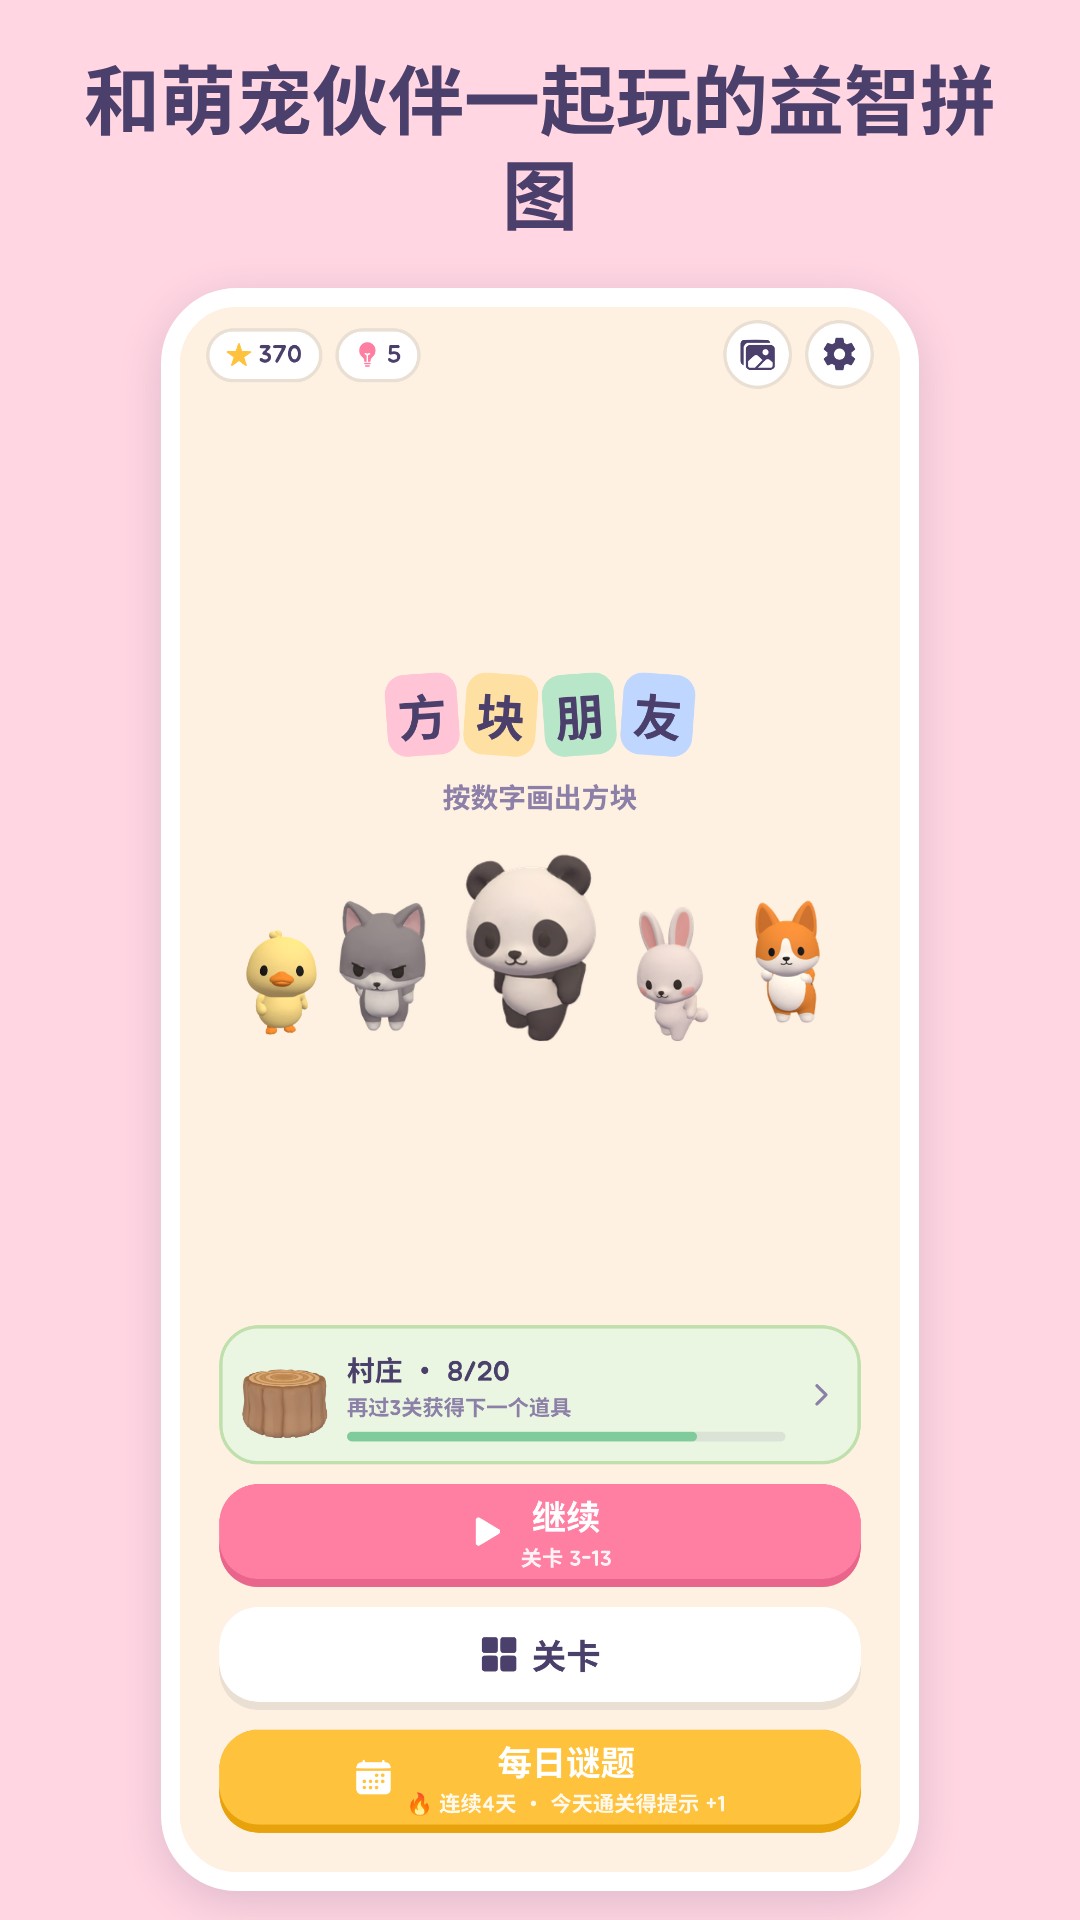 和萌宠伙伴一起玩的益智拼
图
370
5
方块朋友
按数字画出方块
村庄 · 8/20
再过3关获得下一个道具
继续
关卡 3-13
关卡
每日谜题
🔥 连续4天 · 今天通关得提示 +1